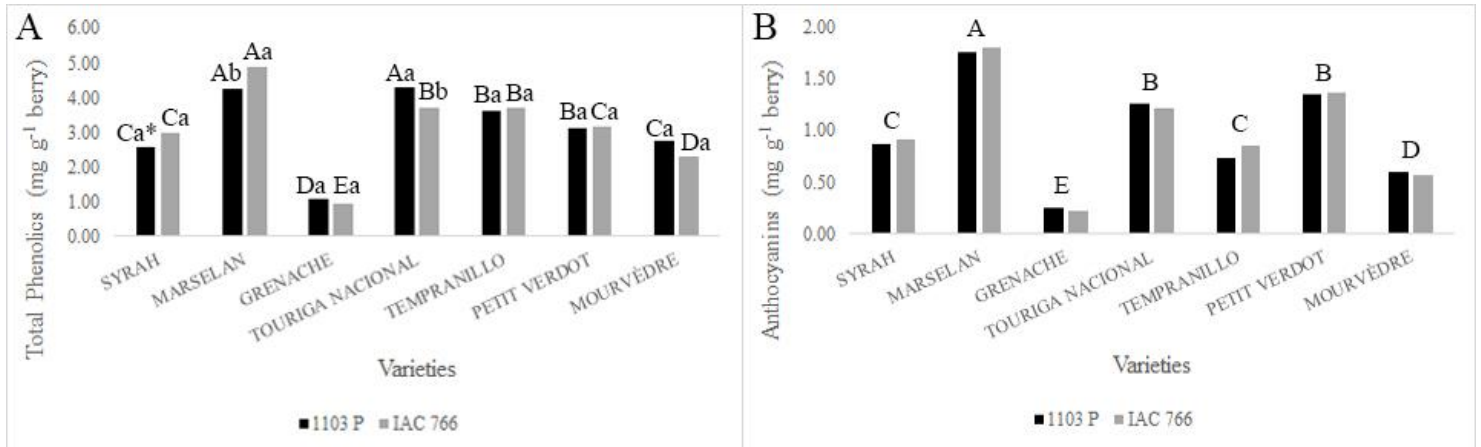 A
Total Phenolics (mg g-1 berry)
6.00
5.00
4.00
3.00
2.00
1.00
0.00
Ca*
Ca
Ab
Aa
Da
Ea
Aa
Bb
Ba
Ba
Ba
Ca
Ca
Da
SYRAH
MARSELAN
GRENACHE
TOURIGA NACIONAL
TEMPRANILLO
PETIT VERDOT
MOURVÈDRE
Varieties
1103 P
IAC 766
B
Anthocyanins (mg g-1 berry)
2.00
1.50
1.00
0.50
0.00
C
A
E
B
C
B
D
SYRAH
MARSELAN
GRENACHE
TOURIGA NACIONAL
TEMPRANILLO
PETIT VERDOT
MOURVÈDRE
Varieties
1103 P
IAC 766